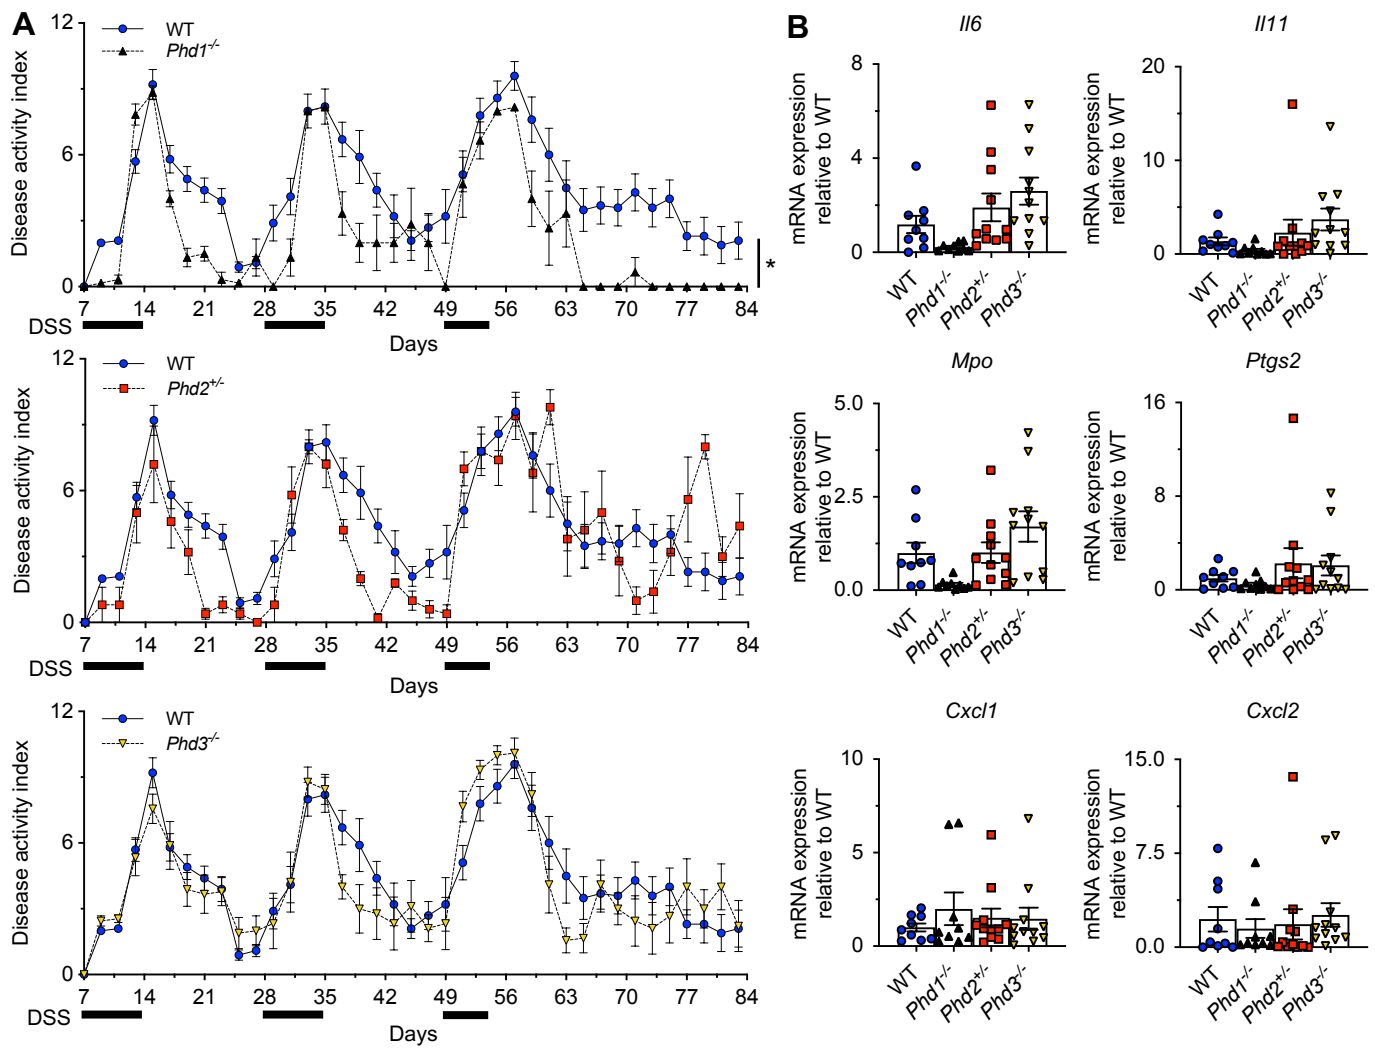 A
12
6
0
Disease activity index
WT
Phd1-/-
*
7 14 21 28 35 42 49 56 63 70 77 84
DSS
Days
12
6
0
Disease activity index
WT
Phd2+/-
7 14 21 28 35 42 49 56 63 70 77 84
DSS
Days
12
6
0
Disease activity index
WT
Phd3-/-
7 14 21 28 35 42 49 56 63 70 77 84
DSS
Days
B
Il6
8
4
0
mRNA expression
relative to WT
WT Phd1-/- Phd2+/- Phd3-/-
Il11
20
10
0
mRNA expression
relative to WT
WT Phd1-/- Phd2+/- Phd3-/-
Mpo
5.0
2.5
0.0
mRNA expression
relative to WT
WT Phd1-/- Phd2+/- Phd3-/-
Ptgs2
16
8
0
mRNA expression
relative to WT
WT Phd1-/- Phd2+/- Phd3-/-
Cxcl1
10
5
0
mRNA expression
relative to WT
WT Phd1-/- Phd2+/- Phd3-/-
Cxcl2
15.0
7.5
0.0
mRNA expression
relative to WT
WT Phd1-/- Phd2+/- Phd3-/-